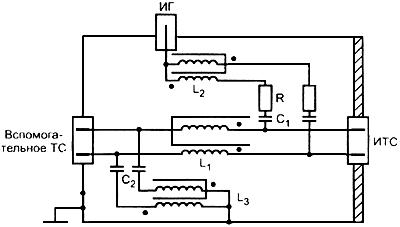 ИГ
L2
R
C1
Вспомога-
тельное ТС
ИТС
L1
C2
L3